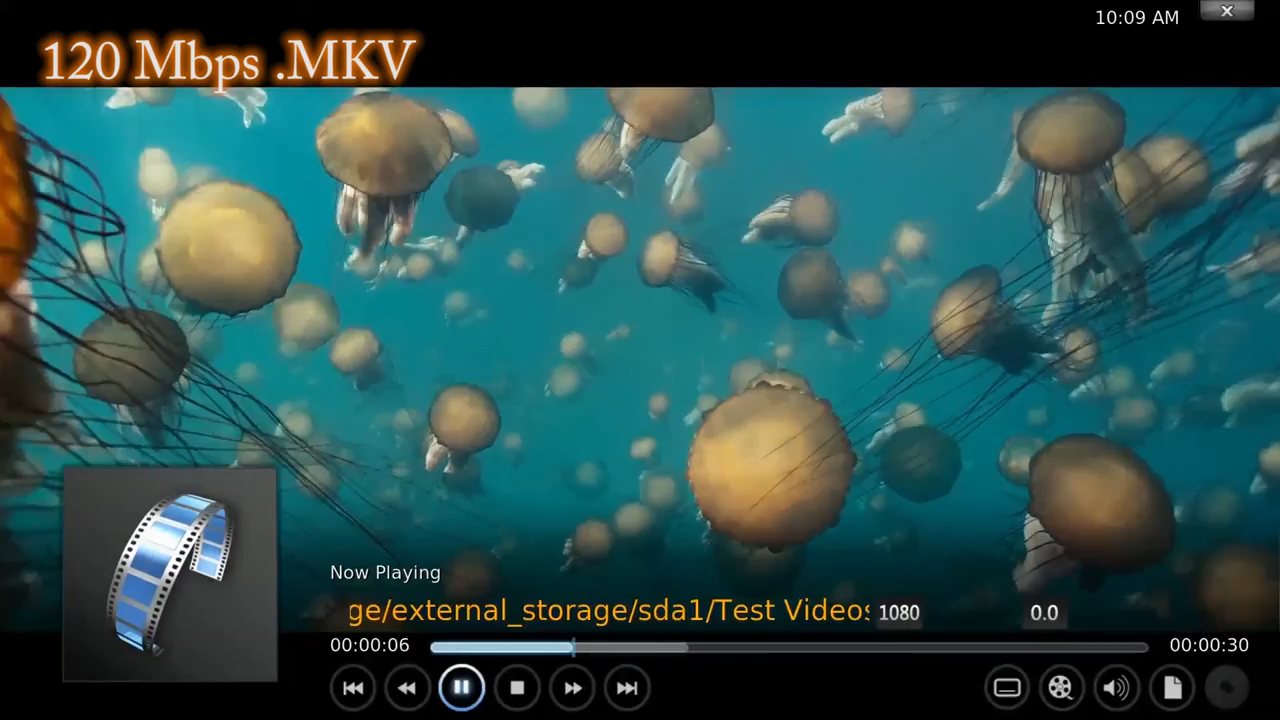 10:09 AM
120 Mbps .MKV
Now Playing
ge/external_storage/sda1/Test Videos
1080
0.0
00:00:06
00:00:30